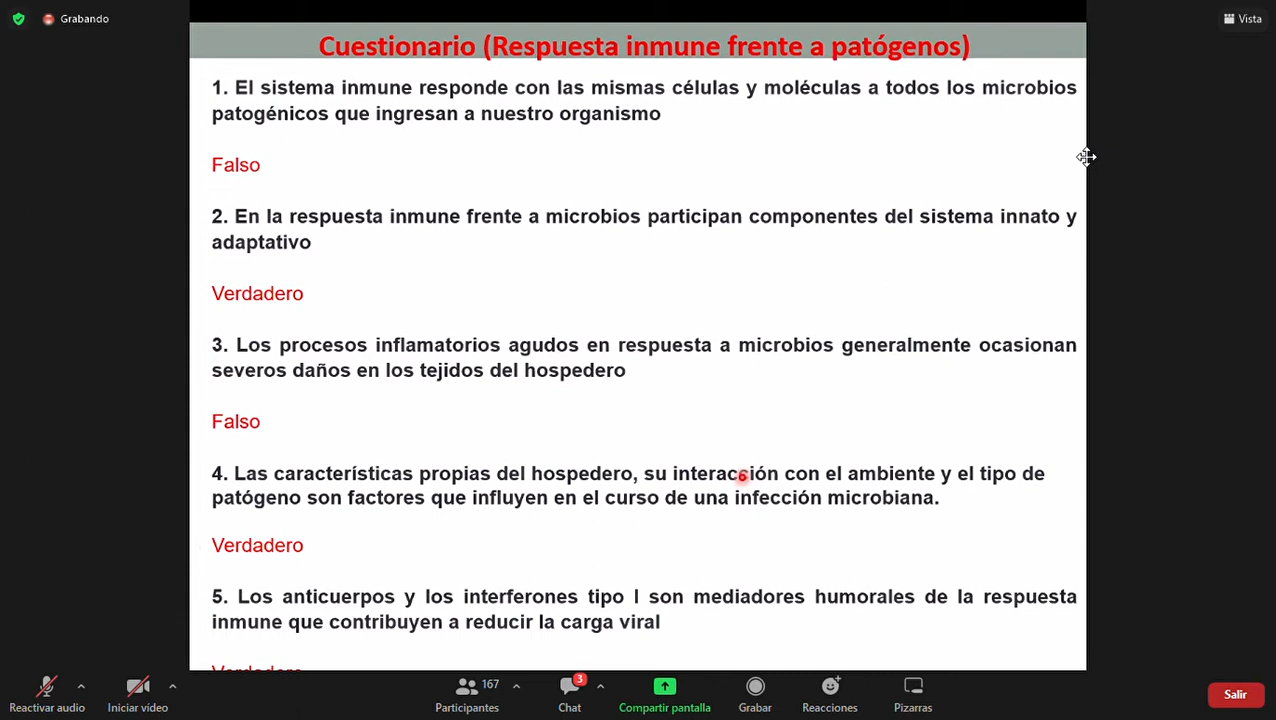 Grabando
Vista
Cuestionario (Respuesta inmune frente a patógenos)
1. El sistema inmune responde con las mismas células y moléculas a todos los microbios
patogénicos que ingresan a nuestro organismo
Falso
2. En la respuesta inmune frente a microbios participan componentes del sistema innato y
adaptativo
Verdadero
3. Los procesos inflamatorios agudos en respuesta a microbios generalmente ocasionan
severos daños en los tejidos del hospedero
Falso
4. Las características propias del hospedero, su interacción con el ambiente y el tipo de
patógeno son factores que influyen en el curso de una infección microbiana.
Verdadero
5. Los anticuerpos y los interferones tipo I son mediadores humorales de la respuesta
inmune que contribuyen a reducir la carga viral
Verdadero
167
3
Reactivar audio
Iniciar vídeo
Participantes
Chat
Compartir pantalla
Grabar
Reacciones
Pizarras
Salir